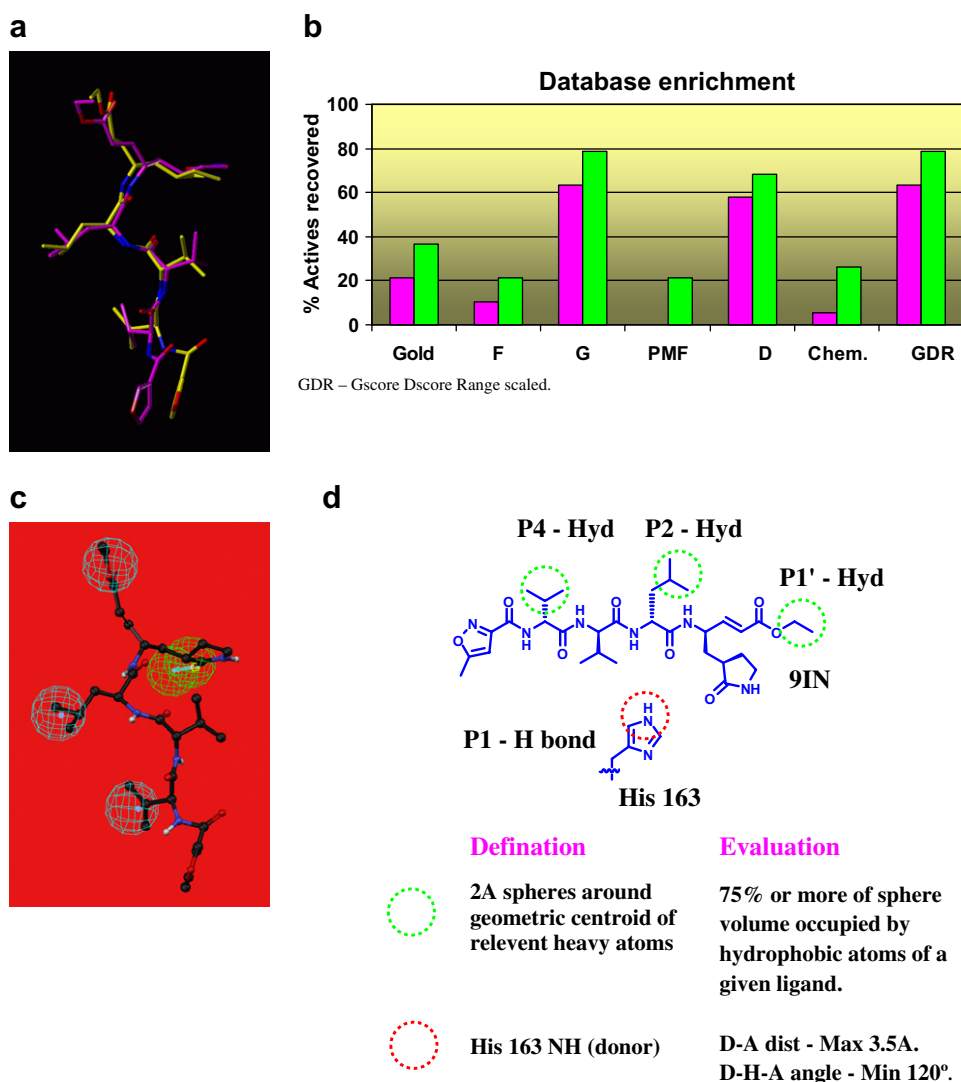 a
b
Database enrichment
% Actives recovered
100
80
60
40
20
0
Gold F G PMF D Chem. GDR
GDR – Gscore Dscore Range scaled.
c
d
P4 - Hyd P2 - Hyd
P1' - Hyd
O H N O H N O
O N N H O N H O O
O NH
9IN
H N
N
P1 - H bond
His 163
Defination Evaluation
2A spheres around
geometric centroid of
relevent heavy atoms
75% or more of sphere
volume occupied by
hydrophobic atoms of a
given ligand.
His 163 NH (donor)
D-A dist - Max 3.5A.
D-H-A angle - Min 120º.